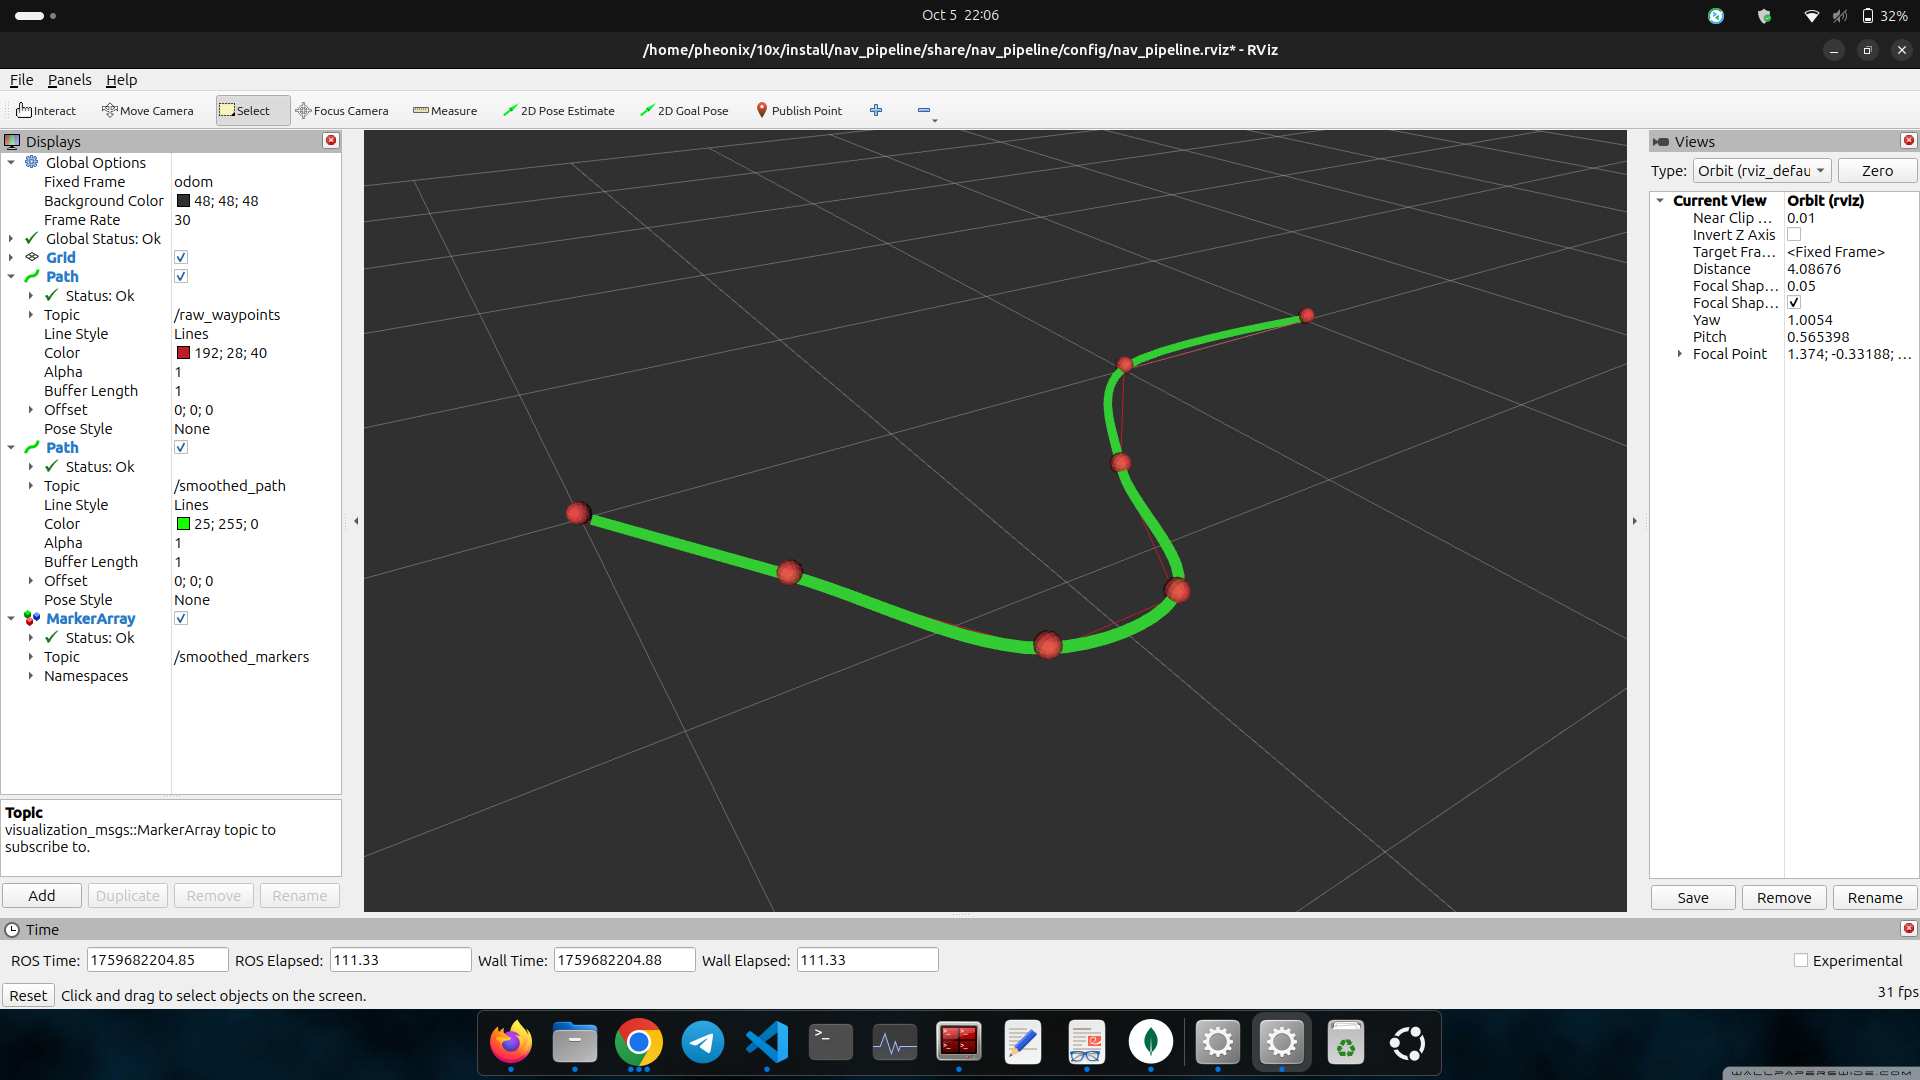 Oct 5 22:06
32%
/home/pheonix/10x/install/nav_pipeline/share/nav_pipeline/config/nav_pipeline.rviz* - RViz
File Panels Help
Interact Move Camera Select Focus Camera Measure 2D Pose Estimate 2D Goal Pose Publish Point
Displays
Global Options
Fixed Frame odom
Background Color 48; 48; 48
Frame Rate 30
Global Status: Ok
Grid
Path
Status: Ok
Topic /raw_waypoints
Line Style Lines
Color 192; 28; 40
Alpha 1
Buffer Length 1
Offset 0; 0; 0
Pose Style None
Path
Status: Ok
Topic /smoothed_path
Line Style Lines
Color 25; 255; 0
Alpha 1
Buffer Length 1
Offset 0; 0; 0
Pose Style None
MarkerArray
Status: Ok
Topic /smoothed_markers
Namespaces
Topic
visualization_msgs::MarkerArray topic to
subscribe to.
Add Duplicate Remove Rename
Views
Type: Orbit (rviz_defau Zero
Current View Orbit (rviz)
Near Clip ... 0.01
Invert Z Axis
Target Fra... <Fixed Frame>
Distance 4.08676
Focal Shap... 0.05
Focal Shap...
Yaw 1.0054
Pitch 0.565398
Focal Point 1.374; -0.33188; ...
Save Remove Rename
Time
ROS Time: 1759682204.85 ROS Elapsed: 111.33 Wall Time: 1759682204.88 Wall Elapsed: 111.33
Experimental
Reset Click and drag to select objects on the screen.
31 fps
WALLPAPERSWIDE.COM